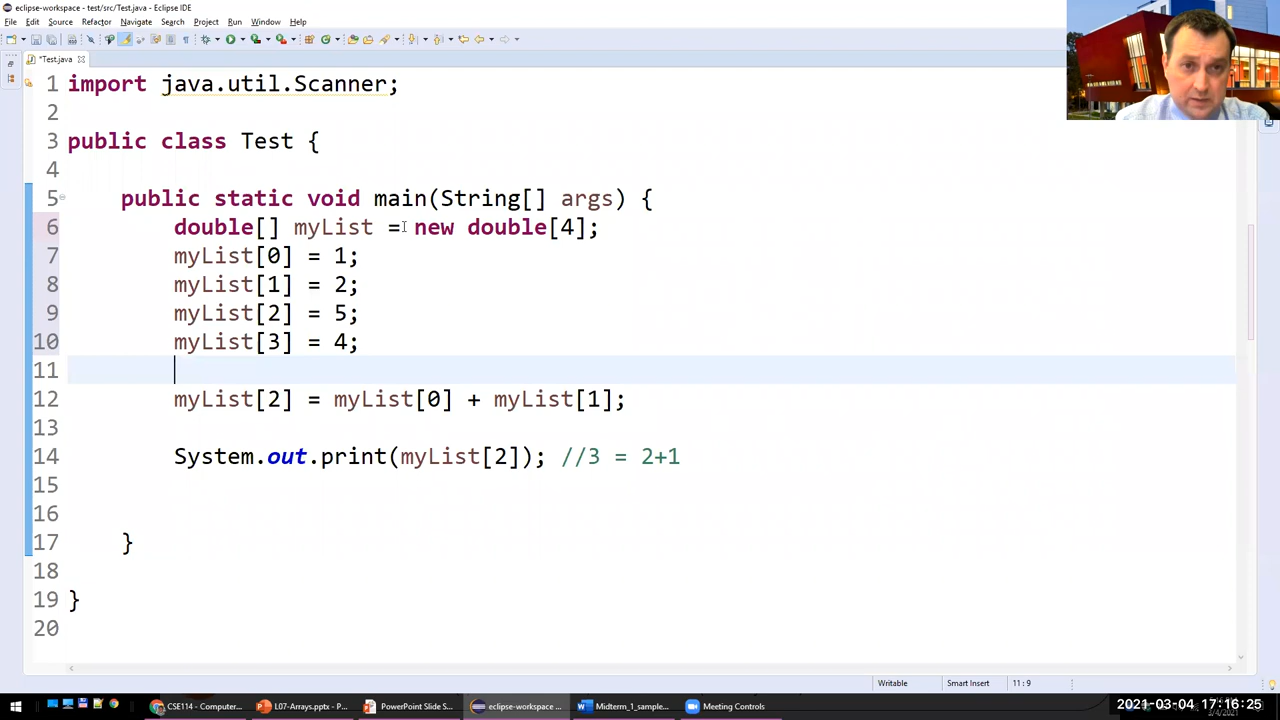 eclipse-workspace - test/src/Test.java - Eclipse IDE
File Edit Source Refactor Navigate Search Project Run Window Help
*Test.java
1 import java.util.Scanner;
2
3 public class Test {
4
5 public static void main(String[] args) {
6 double[] myList = new double[4];
7 myList[0] = 1;
8 myList[1] = 2;
9 myList[2] = 5;
10 myList[3] = 4;
11
12 myList[2] = myList[0] + myList[1];
13
14 System.out.print(myList[2]); //3 = 2+1
15
16
17 }
18
19 }
20
Writable Smart Insert 11 : 9
CSE114 - Computer... L07-Arrays.pptx - P... PowerPoint Slide S... eclipse-workspace ... Midterm_1_sample... Meeting Controls
2021-03-04 17:16:25